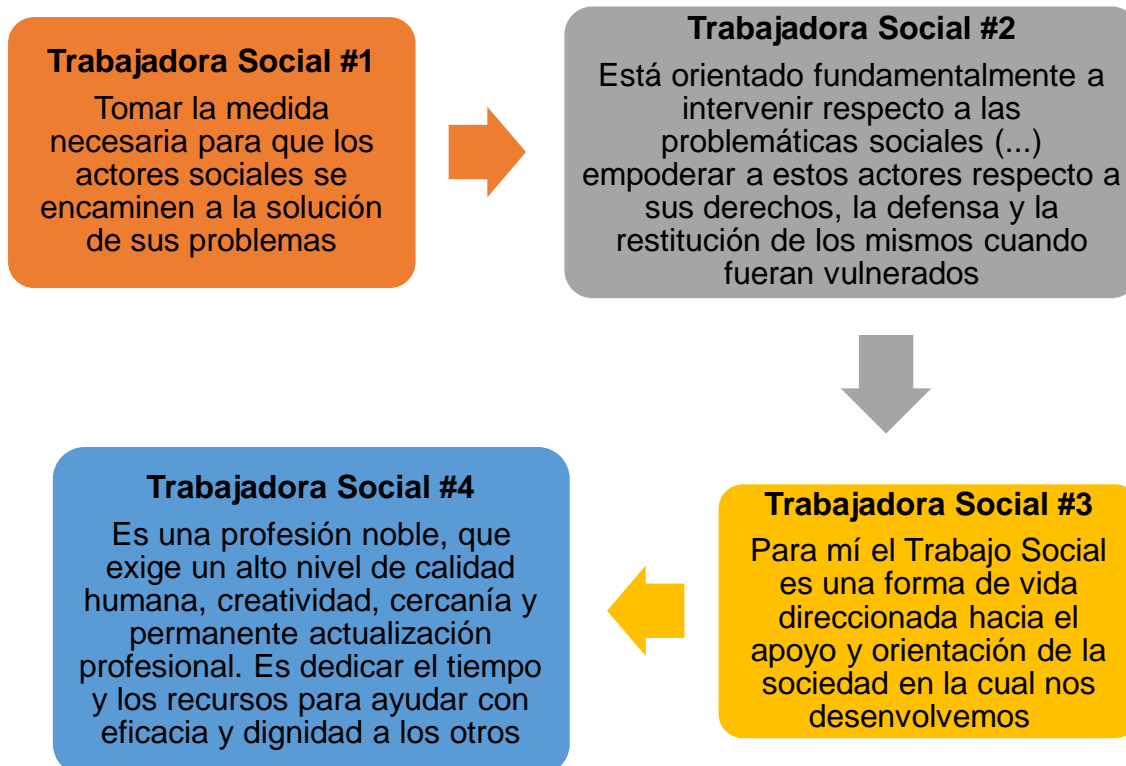 Trabajadora Social #1
Tomar la medida
necesaria para que los
actores sociales se
encaminen a la solución
de sus problemas
Trabajadora Social #2
Está orientado fundamentalmente a
intervenir respecto a las
problemáticas sociales (...)
empoderar a estos actores respecto a
sus derechos, la defensa y la
restitución de los mismos cuando
fueran vulnerados
Trabajadora Social #3
Para mí el Trabajo Social
es una forma de vida
direccionada hacia el
apoyo y orientación de la
sociedad en la cual nos
desenvolvemos
Trabajadora Social #4
Es una profesión noble, que
exige un alto nivel de calidad
humana, creatividad, cercanía y
permanente actualización
profesional. Es dedicar el tiempo
y los recursos para ayudar con
eficacia y dignidad a los otros